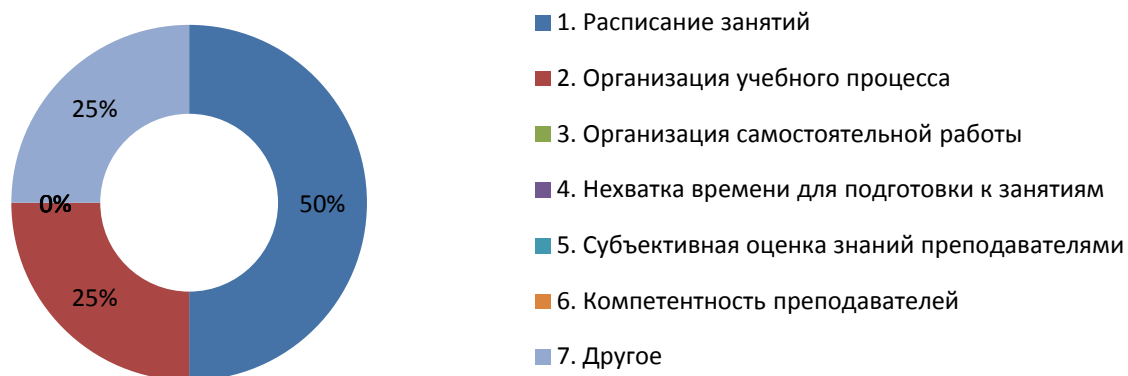 25%
0%
50%
25%
1. Расписание занятий
2. Организация учебного процесса
3. Организация самостоятельной работы
4. Нехватка времени для подготовки к занятиям
5. Субъективная оценка знаний преподавателями
6. Компетентность преподавателей
7. Другое